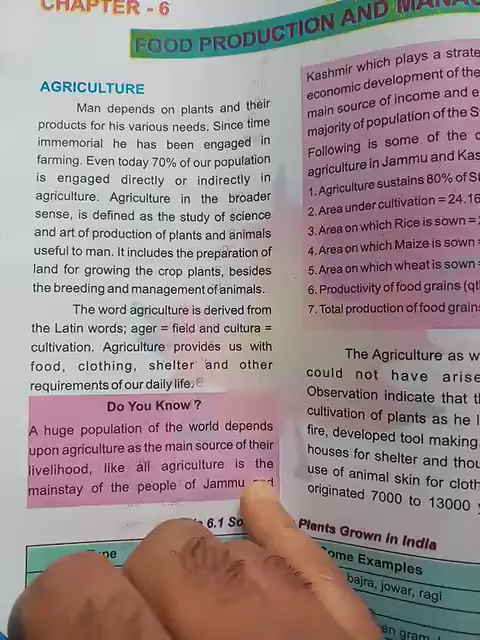 CHAPTER - 6
FOOD PRODUCTION AND
AGRICULTURE
Man depends on plants and their
products for his various needs. Since time
immemorial he has been engaged in
farming. Even today 70% of our population
is engaged directly or indirectly in
agriculture. Agriculture in the broader
sense, is defined as the study of science
and art of production of plants and animals
useful to man. It includes the preparation of
land for growing the crop plants, besides
the breeding and management of animals.
The word agriculture is derived from
the Latin words; ager = field and cultura =
cultivation. Agriculture provides us with
food, clothing, shelter and other
requirements of our daily life.
Do You Know ?
A huge population of the world depends
upon agriculture as the main source of their
livelihood, like all agriculture is the
mainstay of the people of Jammu and
Kashmir which plays a
economic development of the
main source of income and
majority of population of the
Following is some of the
agriculture in Jammu and
1. Agriculture sustains 80% of
2. Area under cultivation = 24.16
3. Area on which Rice is sown =
4. Area on which Maize is sown =
5. Area on which wheat is sown =
6. Productivity of food grains
7. Total production of food
The Agriculture as
could not have
Observation indicate that
cultivation of plants as he
fire, developed tool making
houses for shelter and
use of animal skin for
originated 7000 to 13000
6.1 Plants Grown in India
Some Examples
bajra, jowar, ragi
gram